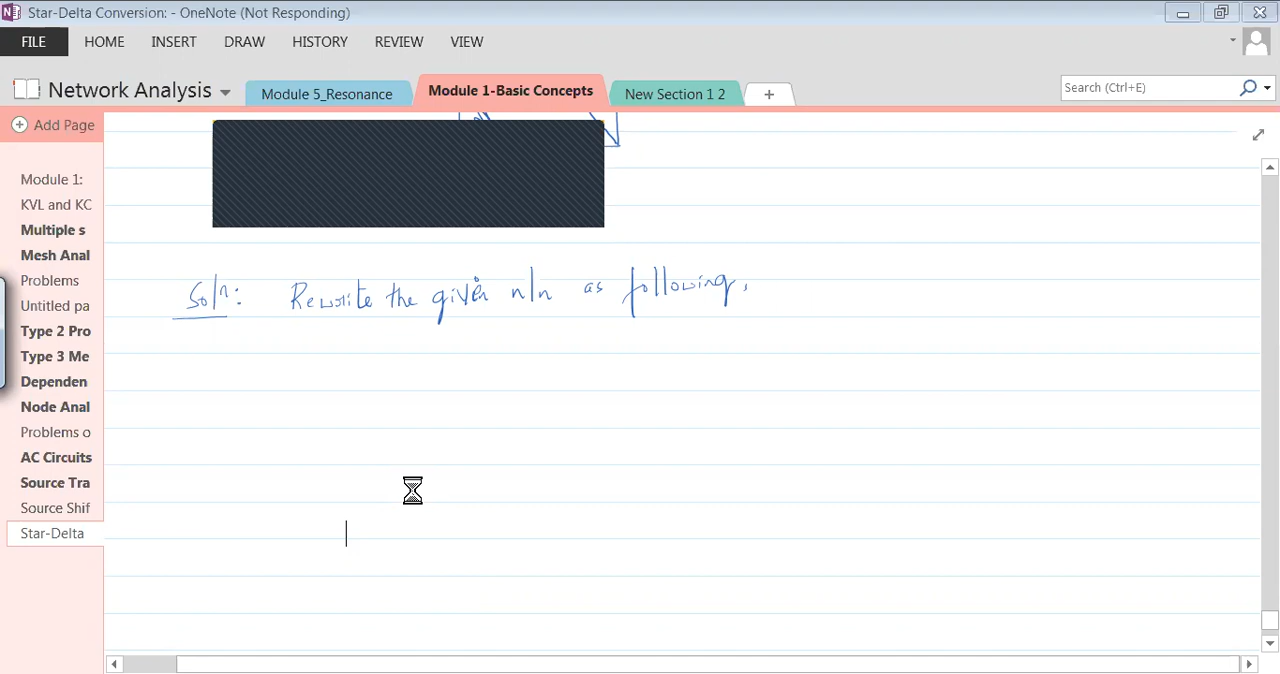 Star-Delta Conversion: - OneNote (Not Responding)
FILE HOME INSERT DRAW HISTORY REVIEW VIEW
Network Analysis Module 5_Resonance Module 1-Basic Concepts New Section 1 2 +
Search (Ctrl+E)
Add Page
Module 1:
KVL and KC
Multiple s
Mesh Anal
Problems
Untitled pa
Type 2 Pro
Type 3 Me
Dependen
Node Anal
Problems o
AC Circuits
Source Tra
Source Shif
Star-Delta
Soln: Rewrite the given n/n as following,